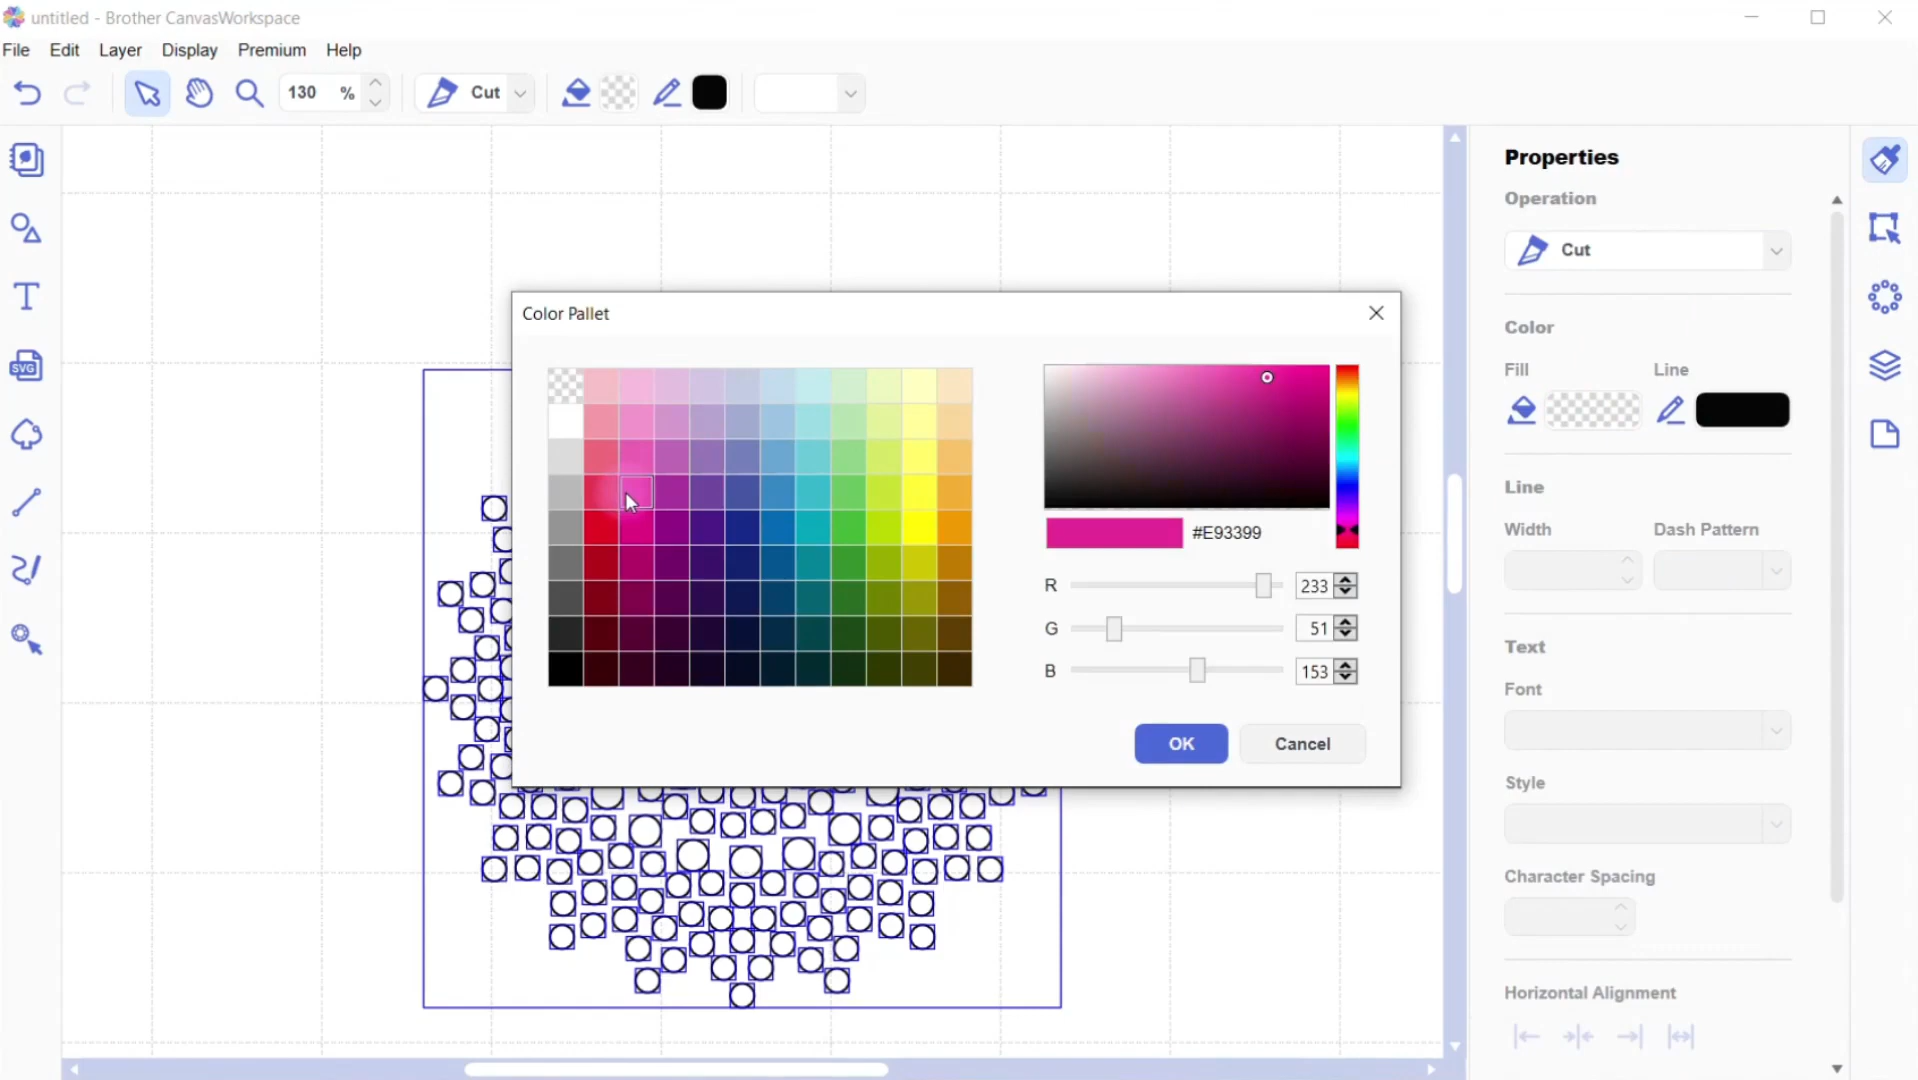 untitled - Brother CanvasWorkspace
File Edit Layer Display Premium Help
130 % Cut
SVG
Color Pallet
#E93399
R 233
G 51
B 153
OK Cancel
Properties
Operation
Cut
Color
Fill Line
Line
Width Dash Pattern
Text
Font
Style
Character Spacing
Horizontal Alignment